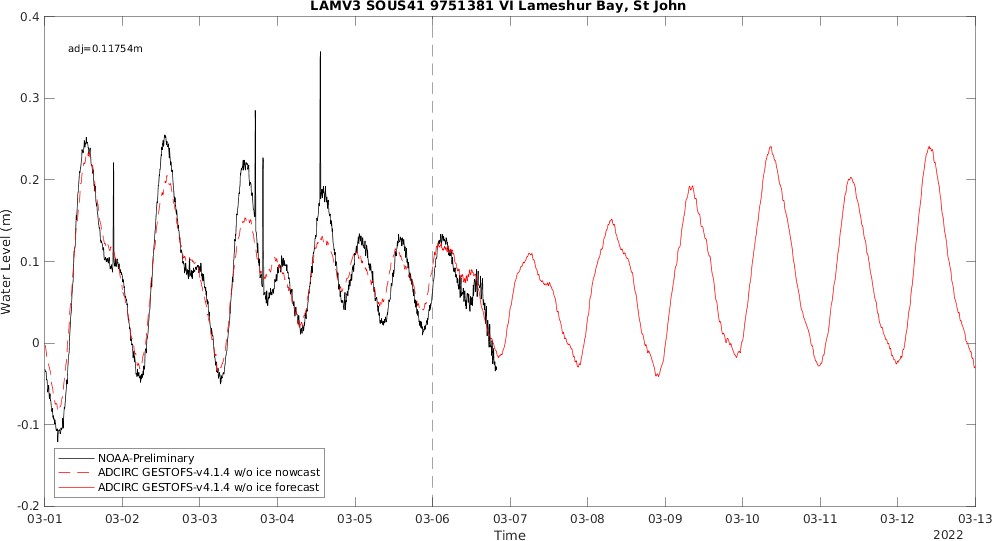 LAMV3 SOUS41 9751381 VI Lameshur Bay, St John
adj=0.11754m
0.4
0.3
0.2
0.1
0
-0.1
-0.2
Water Level (m)
NOAA-Preliminary
ADCIRC GESTOFS-v4.1.4 w/o ice nowcast
ADCIRC GESTOFS-v4.1.4 w/o ice forecast
03-01 03-02 03-03 03-04 03-05 03-06 03-07 03-08 03-09 03-10 03-11 03-12 03-13
Time
2022